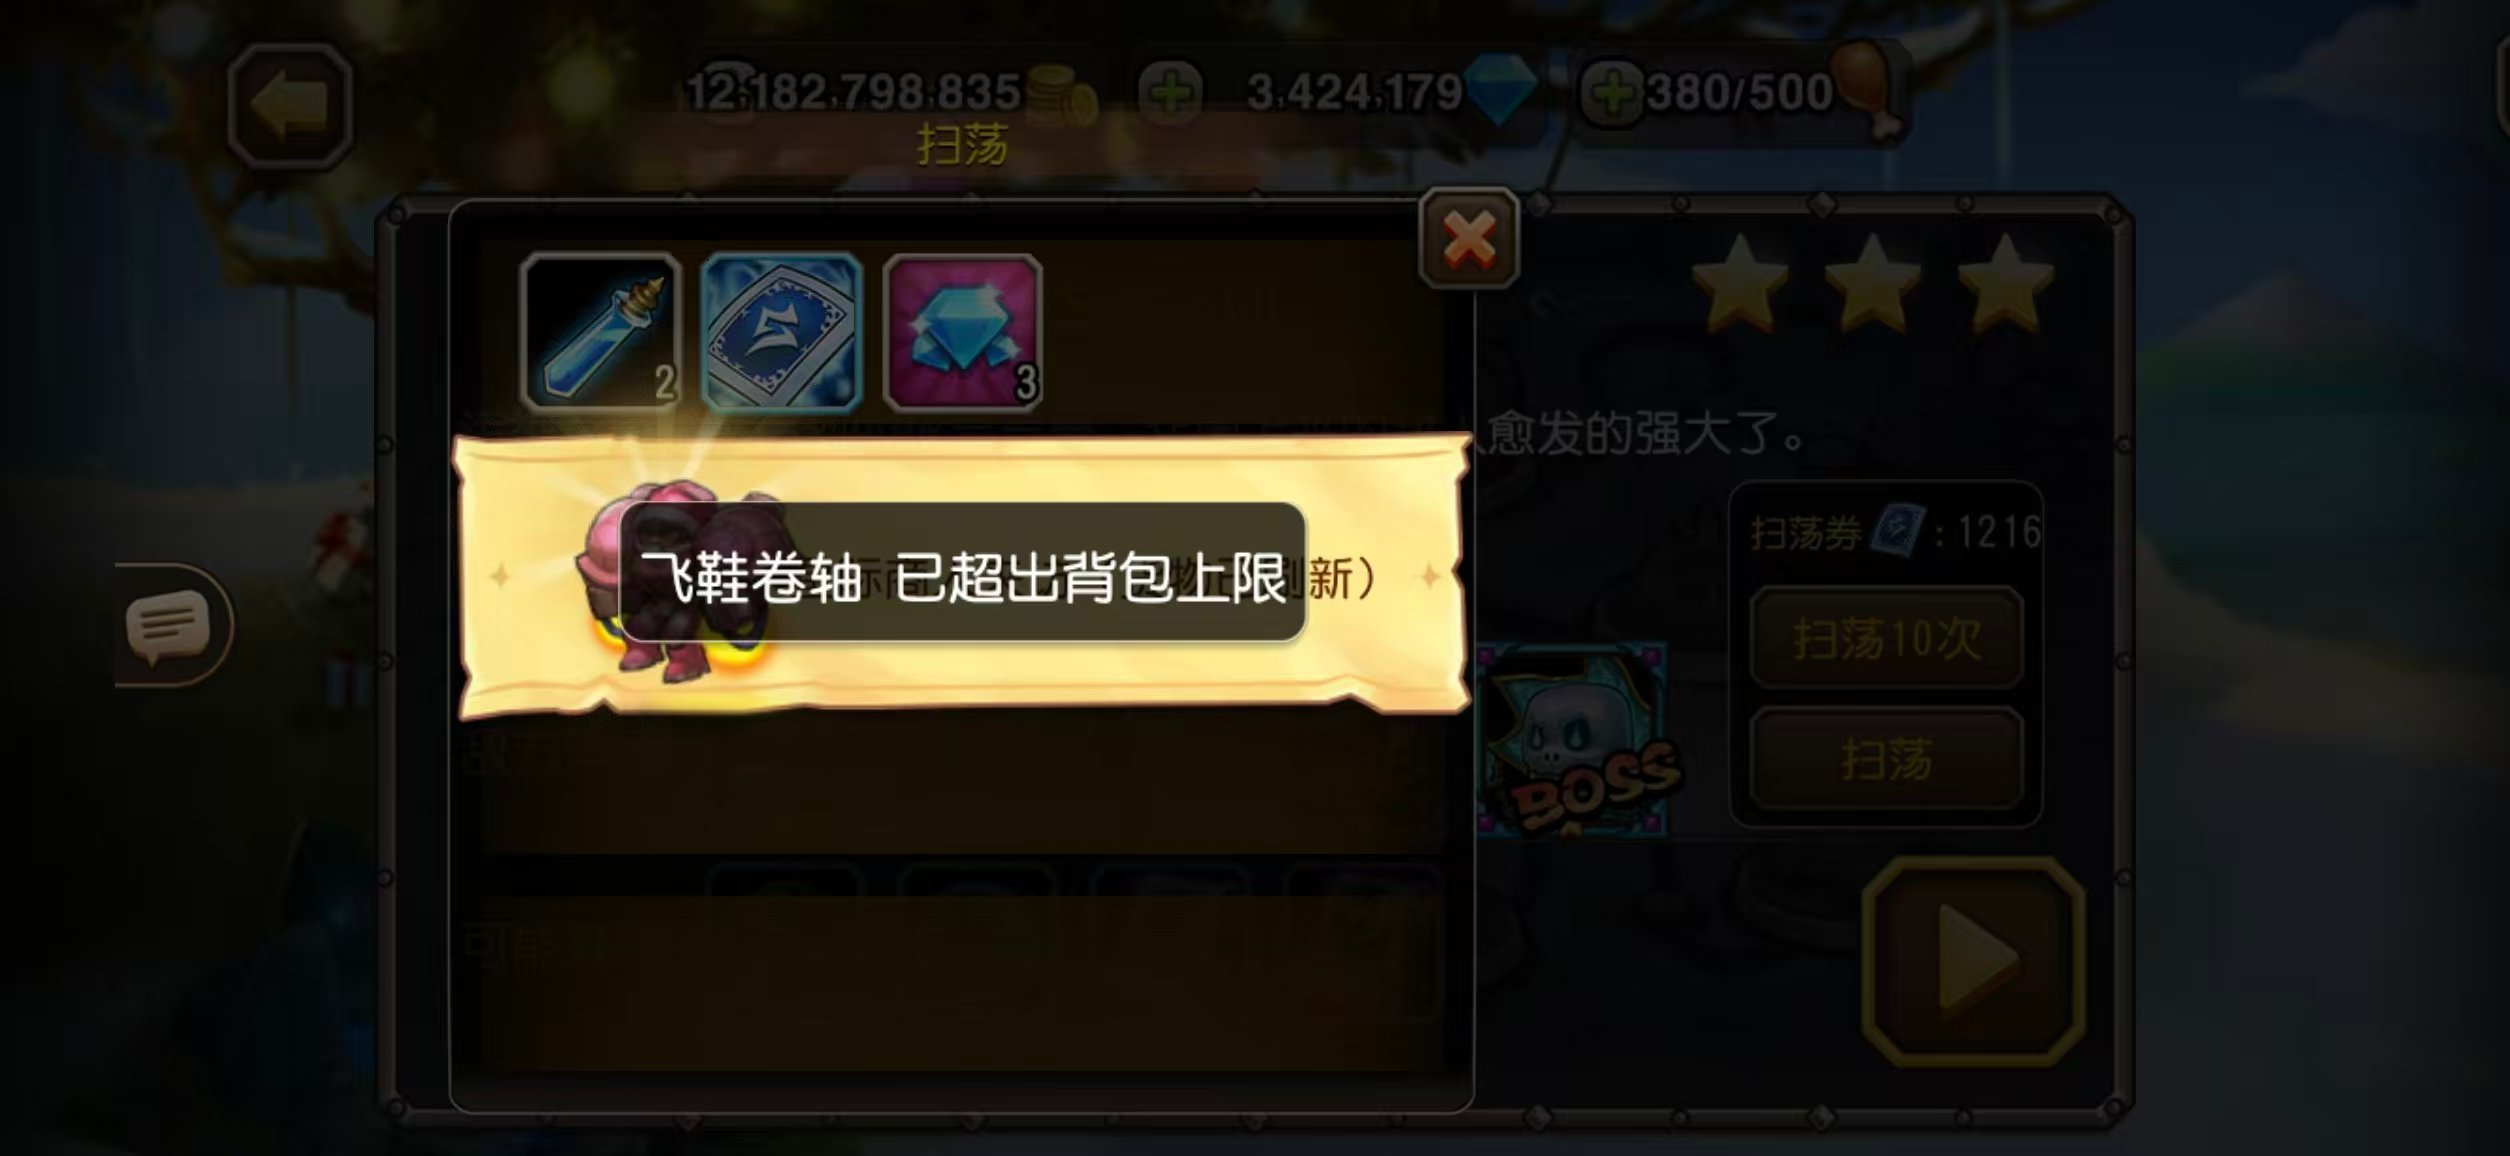 12,182,798,835
3,424,179
380/500
扫荡
2
3
愈发的强大了。
扫荡券:1216
飞鞋卷轴 已超出背包上限
新)
扫荡10次
扫荡
BOSS